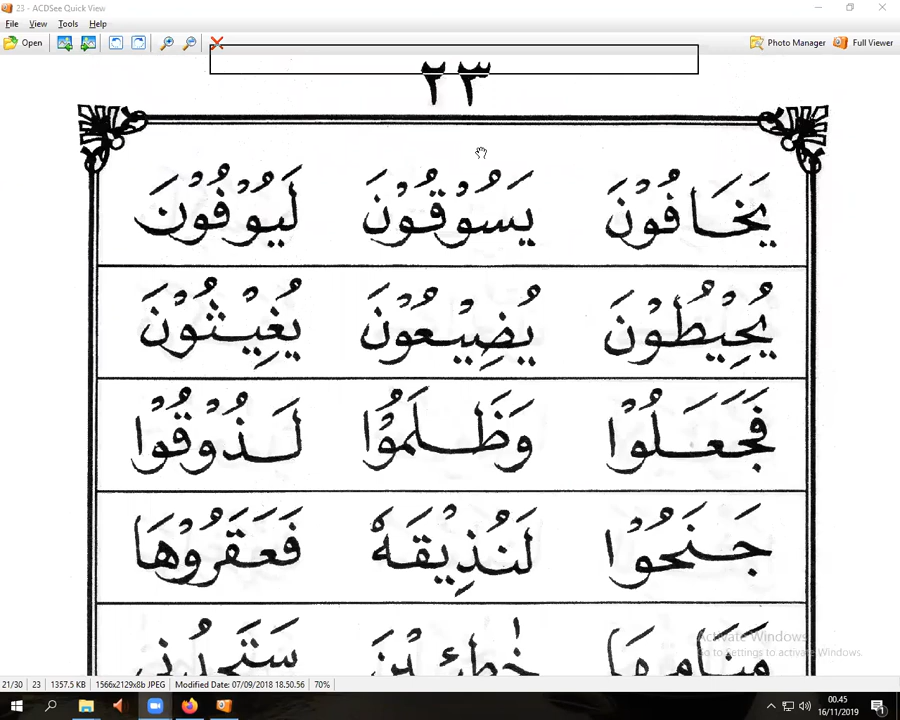 23 - ACDSee Quick View
File View Tools Help
Open Photo Manager Full Viewer
٢٣
يَخَافُوْنَ يَسُوْقُوْنَ لَيُوْفُوْنَ
يُحِيْطُوْنَ يُضِيْعُوْنَ يُغِيْثُوْنَ
فَجَعَلُوْا وَظَلَمُوْا لَذُوْقُوْا
جَنَحُوْا لَنُذِيْقَهُ فَعَقَرُوْهَا
Activate Windows
Go to Settings to activate Windows.
21/30 23 1357.5 KB 1566x2129x8b JPEG Modified Date: 07/09/2018 18.50.56 70%
00.45
16/11/2019